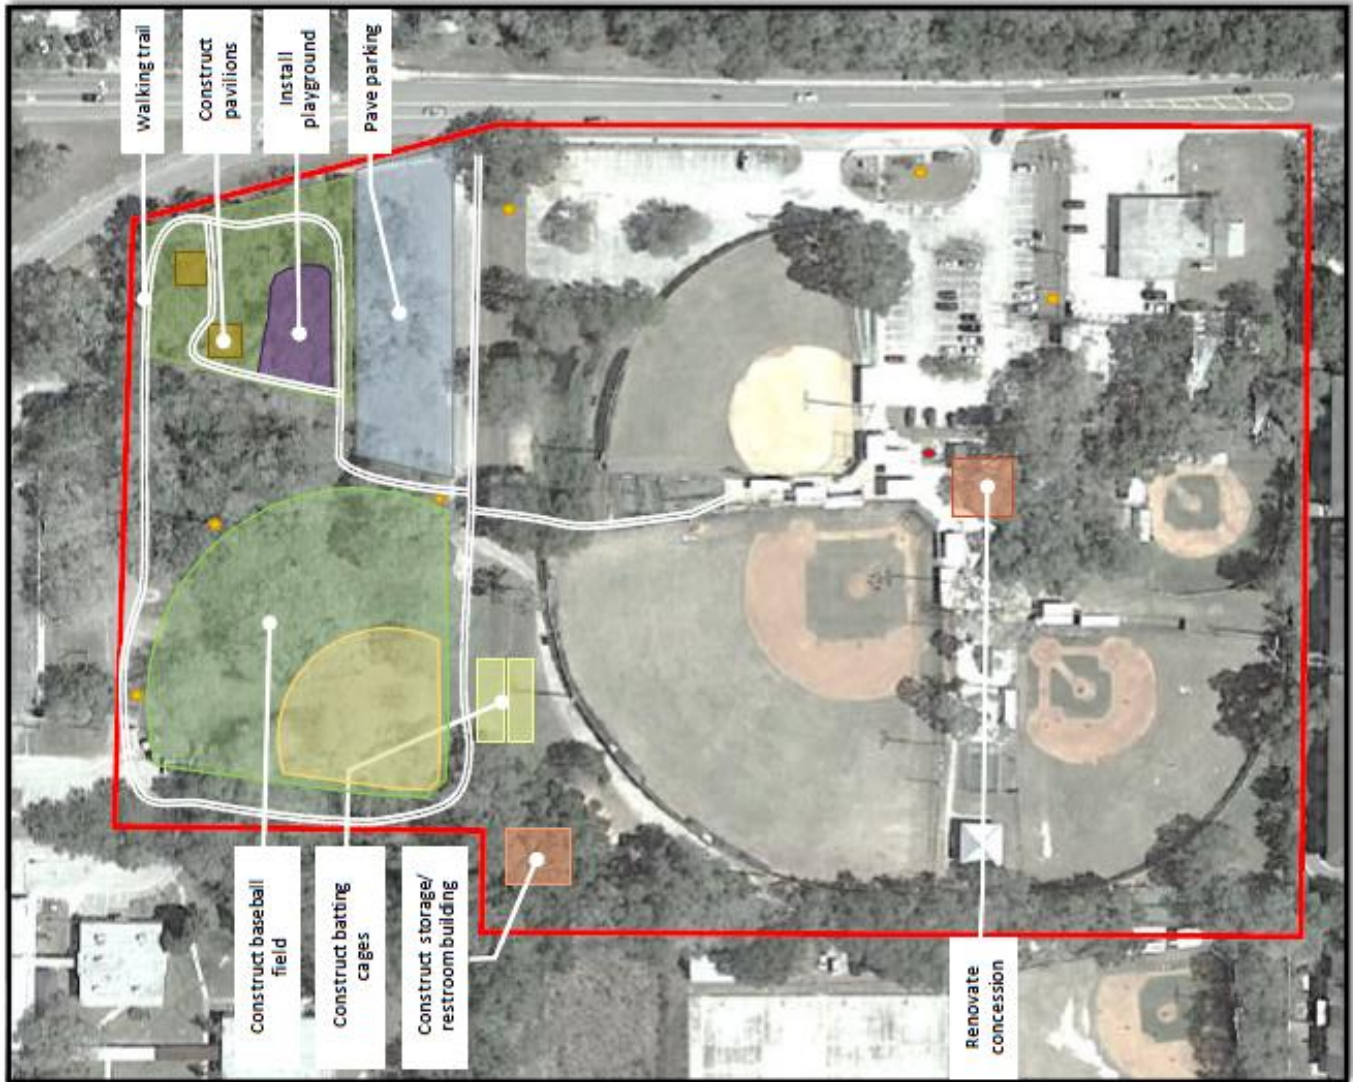 Walking trail
Construct
pavilions
Install
playground
Pave parking
Construct baseball
field
Construct batting
cages
Construct storage/
restroom building
Renovate
concession